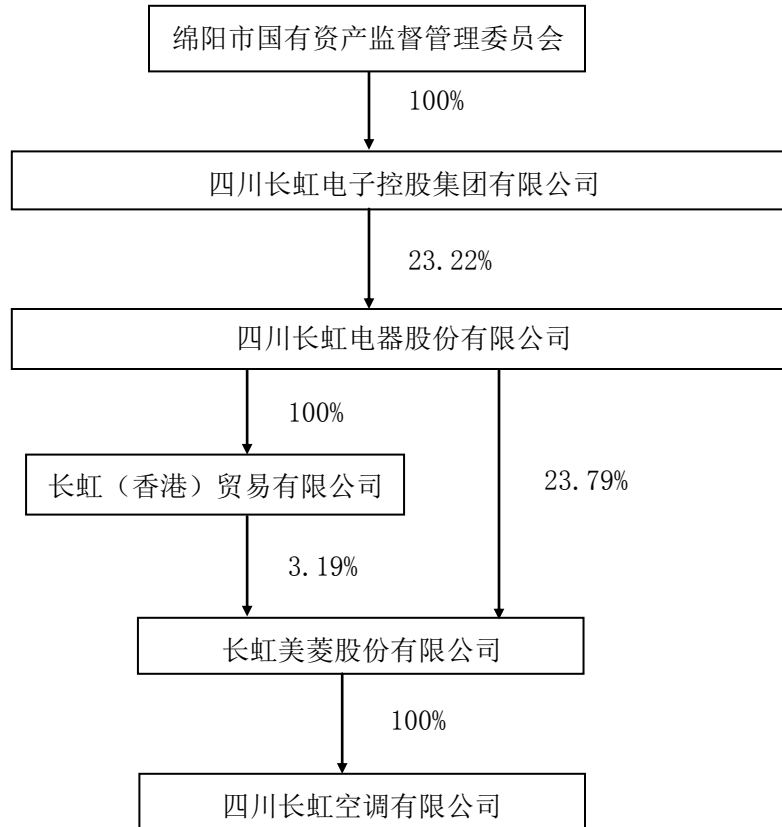 绵阳市国有资产监督管理委员会
100%
四川长虹电子控股集团有限公司
23.22%
四川长虹电器股份有限公司
100%
长虹（香港）贸易有限公司
23.79%
3.19%
长虹美菱股份有限公司
100%
四川长虹空调有限公司